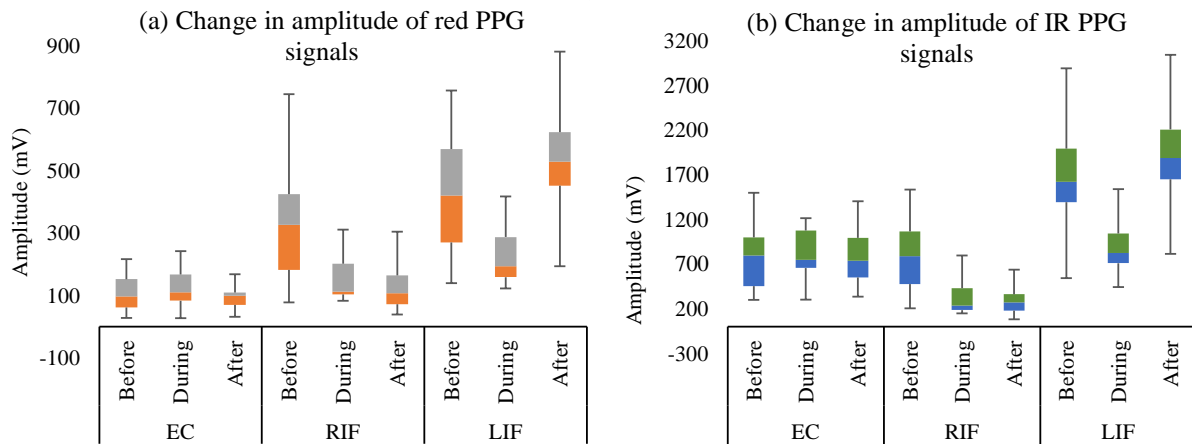 (a) Change in amplitude of red PPG
signals
Amplitude (mV)
900
700
500
300
100
-100
Before
During
After
Before
During
After
Before
During
After
EC
RIF
LIF
(b) Change in amplitude of IR PPG
signals
Amplitude (mV)
3200
2700
2200
1700
1200
700
200
-300
Before
During
After
Before
During
After
Before
During
After
EC
RIF
LIF